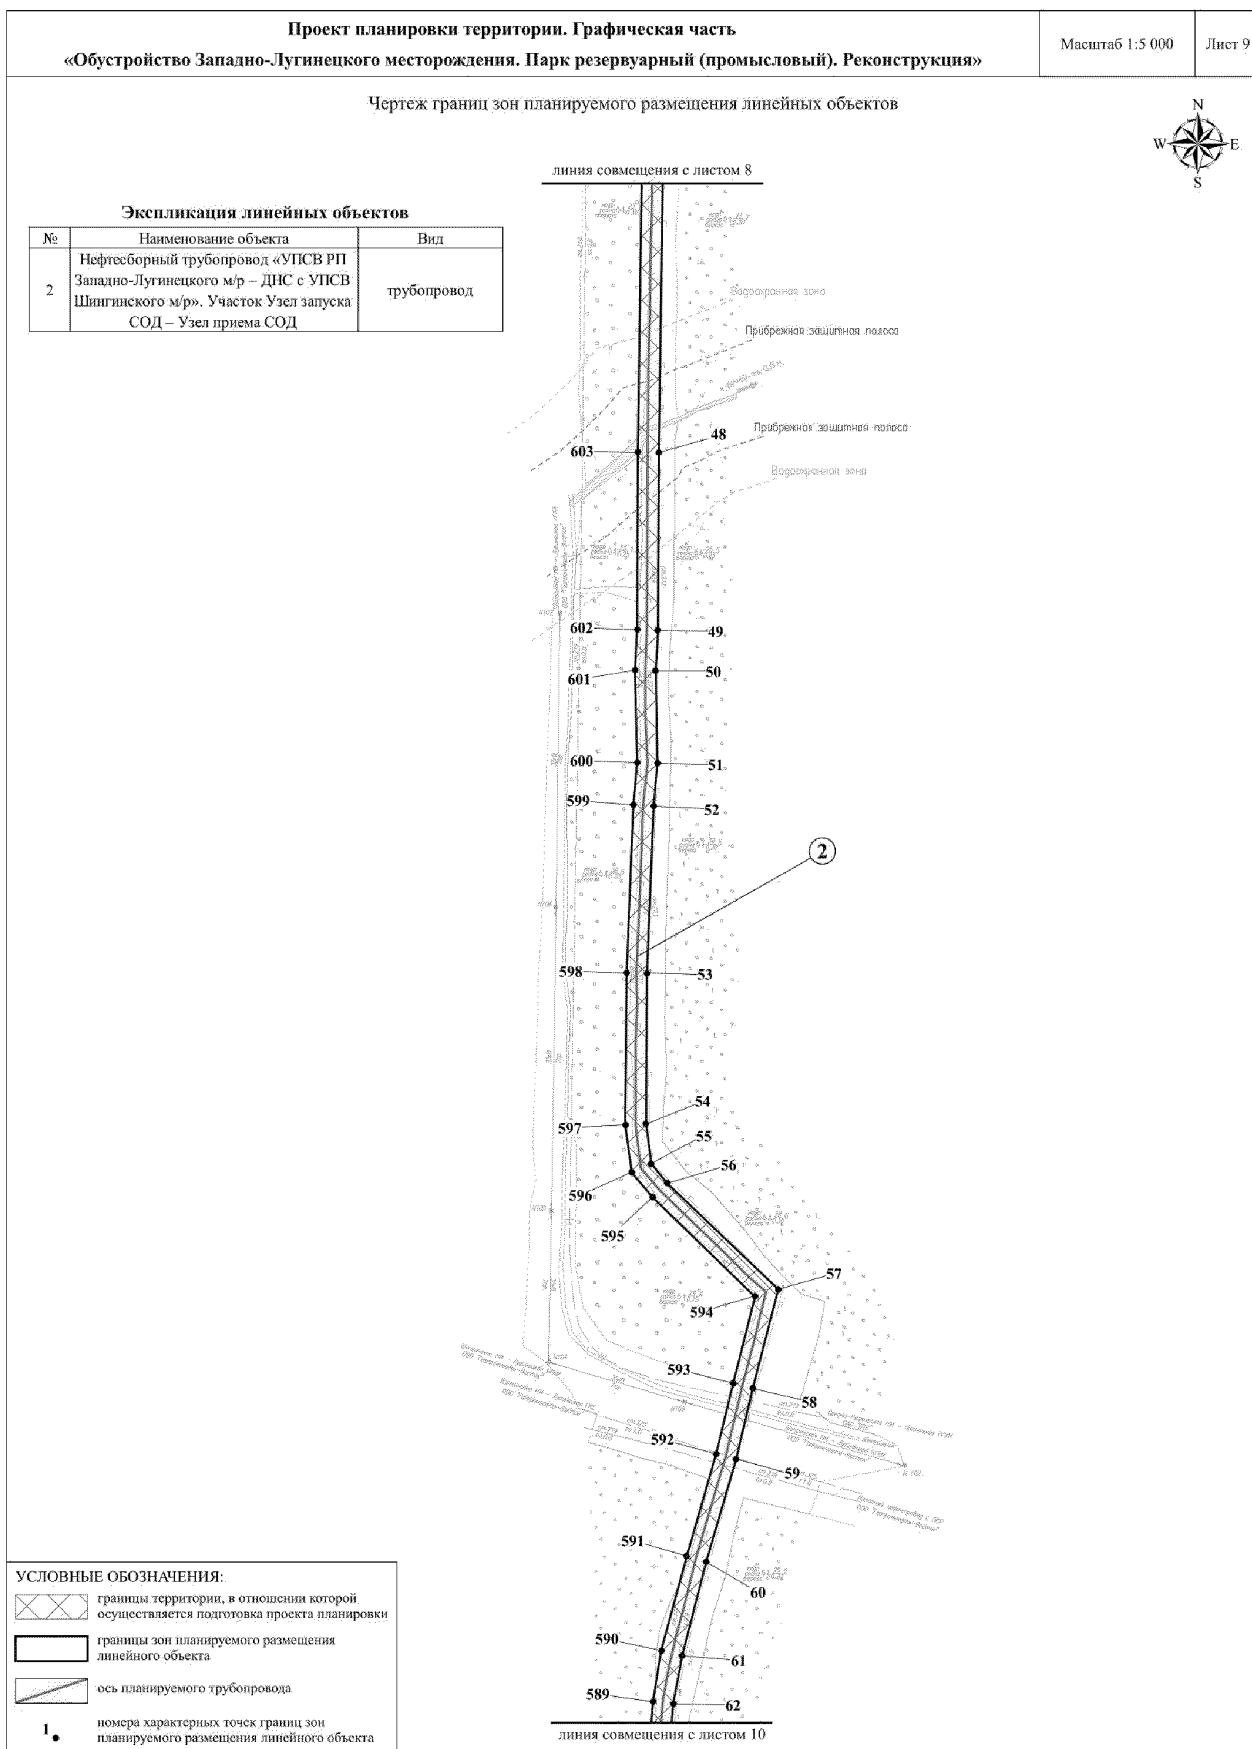 Проект планировки территории. Графическая часть
«Обустройство Западно-Лугинецкого месторождения. Парк резервуарный (промысловый). Реконструкция»
Масштаб 1:5 000
Лист 9
Чертеж границ зон планируемого размещения линейных объектов
N
W
E
S
линия совмещения с листом 8
Экспликация линейных объектов
№
Наименование объекта
Вид
2
Нефтесборный трубопровод «УПСВ РП
Западно-Лугинецкого м/р – ДНС с УПСВ
Шингинского м/р». Участок Узел запуска
СОД – Узел приема СОД
трубопровод
Водоохранная зона
Прибрежная защитная полоса
48
Прибрежная защитная полоса
603
Водоохранная зона
602
49
601
50
600
51
599
52
2
598
53
54
597
55
56
596
595
57
594
593
58
592
59
591
60
590
61
589
62
линия совмещения с листом 10
УСЛОВНЫЕ ОБОЗНАЧЕНИЯ:
границы территории, в отношении которой
осуществляется подготовка проекта планировки
границы зон планируемого размещения
линейного объекта
ось планируемого трубопровода
1
номера характерных точек границ зон
планируемого размещения линейного объекта